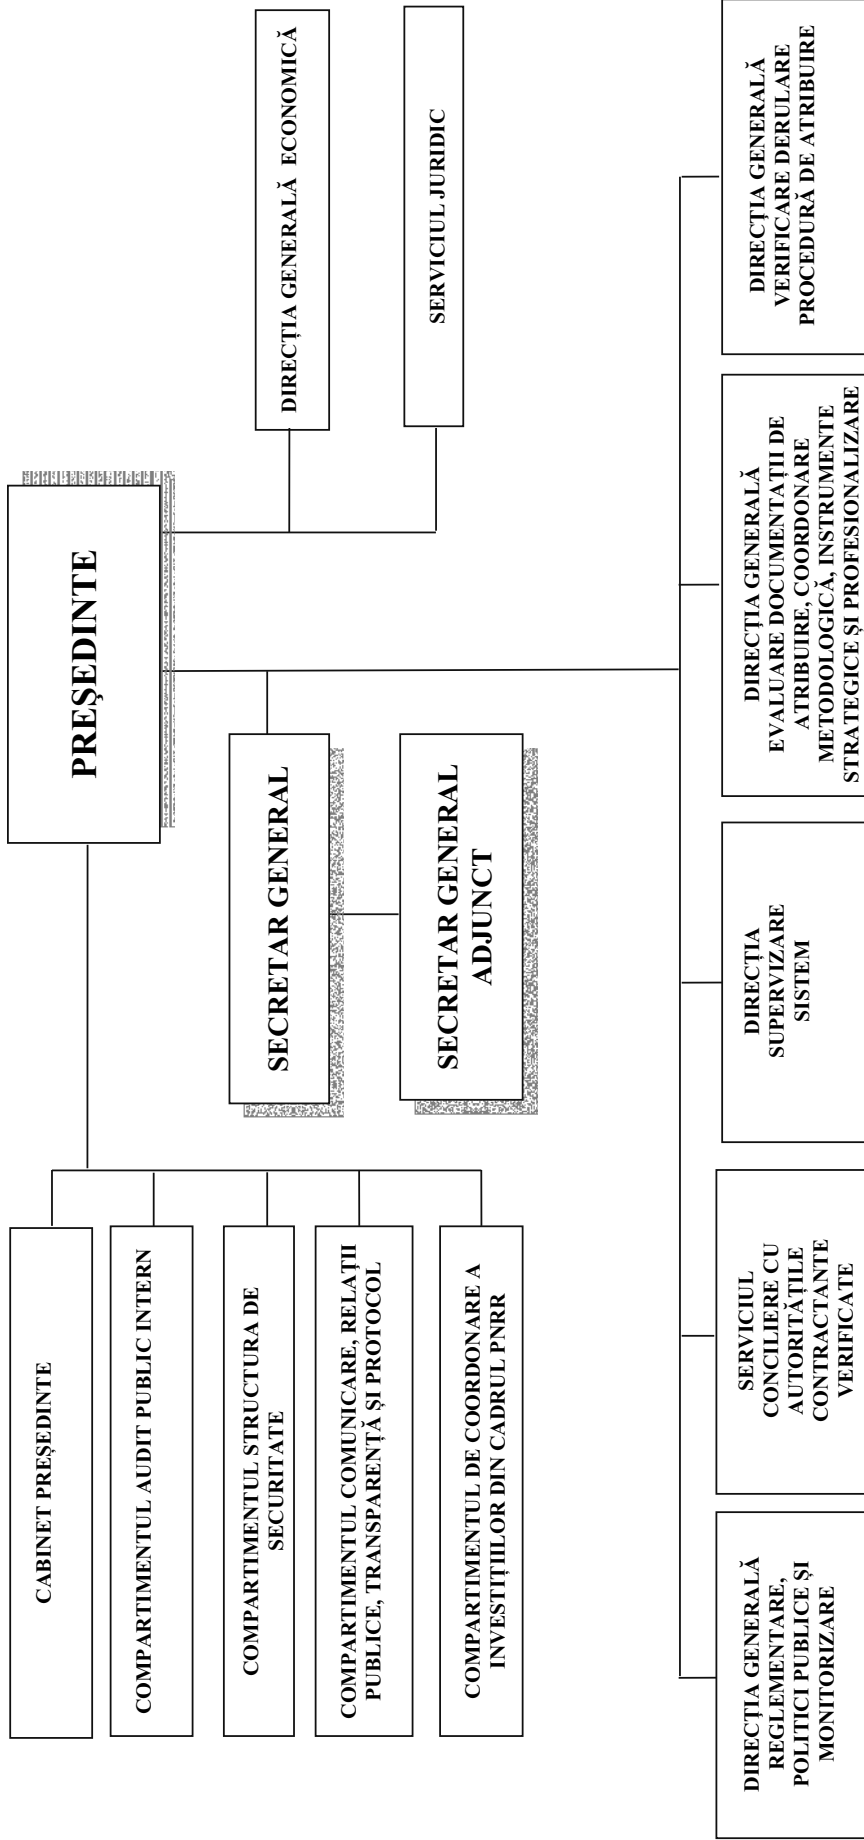 PREȘEDINTE
CABINET PREȘEDINTE
COMPARTIMENTUL AUDIT PUBLIC INTERN
COMPARTIMENTUL STRUCTURA DE
SECURITATE
COMPARTIMENTUL COMUNICARE, RELAȚII
PUBLICE, TRANSPARENȚĂ ȘI PROTOCOL
COMPARTIMENTUL DE COORDONARE A
INVESTIȚIILOR DIN CADRUL PNRR
SECRETAR GENERAL
SECRETAR GENERAL
ADJUNCT
DIRECȚIA GENERALĂ ECONOMICĂ
SERVICIUL JURIDIC
DIRECȚIA GENERALĂ
REGLEMENTARE,
POLITICI PUBLICE ȘI
MONITORIZARE
SERVICIUL
CONCILIERE CU
AUTORITĂȚILE
CONTRACTANTE
VERIFICATE
DIRECȚIA
SUPERVIZARE
SISTEM
DIRECȚIA GENERALĂ
EVALUARE DOCUMENTAȚII DE
ATRIBUIRE, COORDONARE
METODOLOGICĂ, INSTRUMENTE
STRATEGICE ȘI PROFESIONALIZARE
DIRECȚIA GENERALĂ
VERIFICARE DERULARE
PROCEDURĂ DE ATRIBUIRE